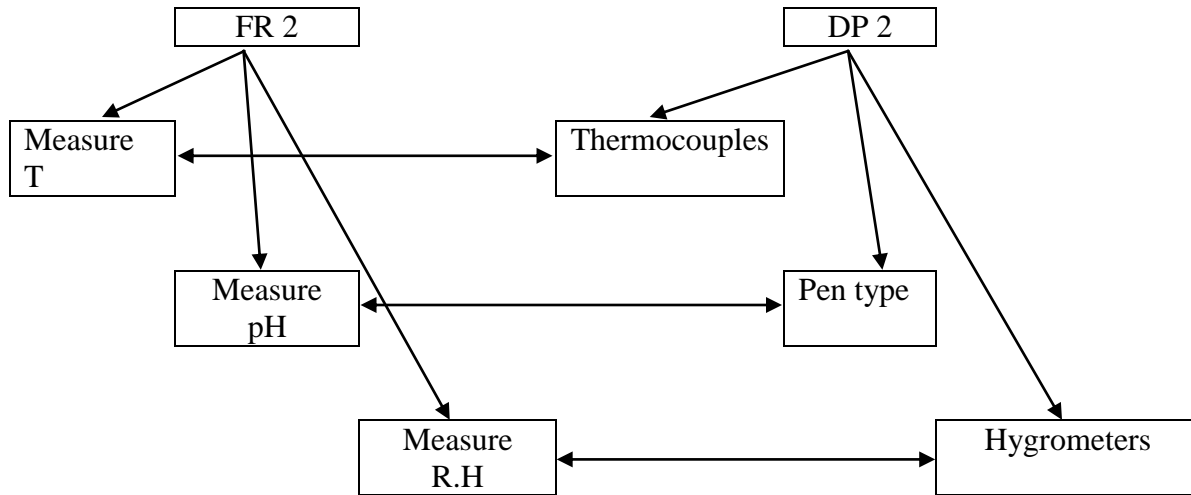 FR 2
DP 2
Measure
T
Thermocouples
Measure
pH
Pen type
Measure
R.H
Hygrometers